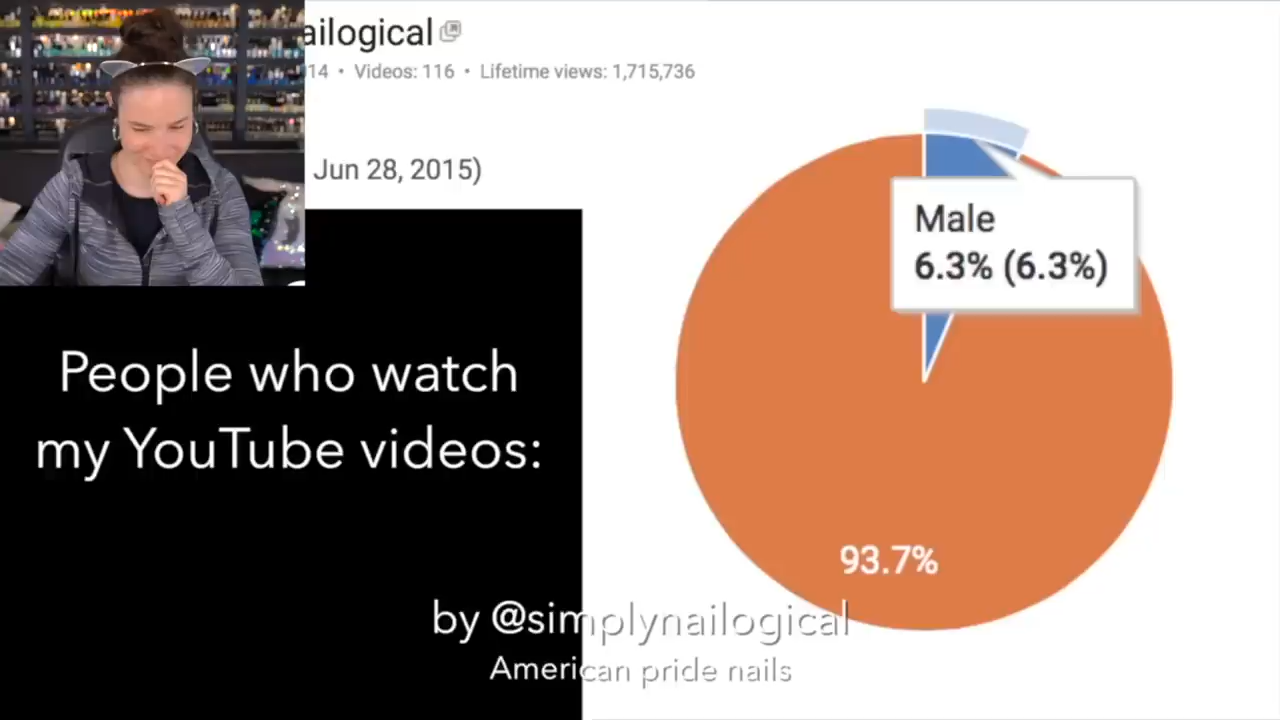 ailogical
14 • Videos: 116 • Lifetime views: 1,715,736
Jun 28, 2015)
Male
6.3% (6.3%)
People who watch
my YouTube videos:
93.7%
by @simplynailogical
American pride nails